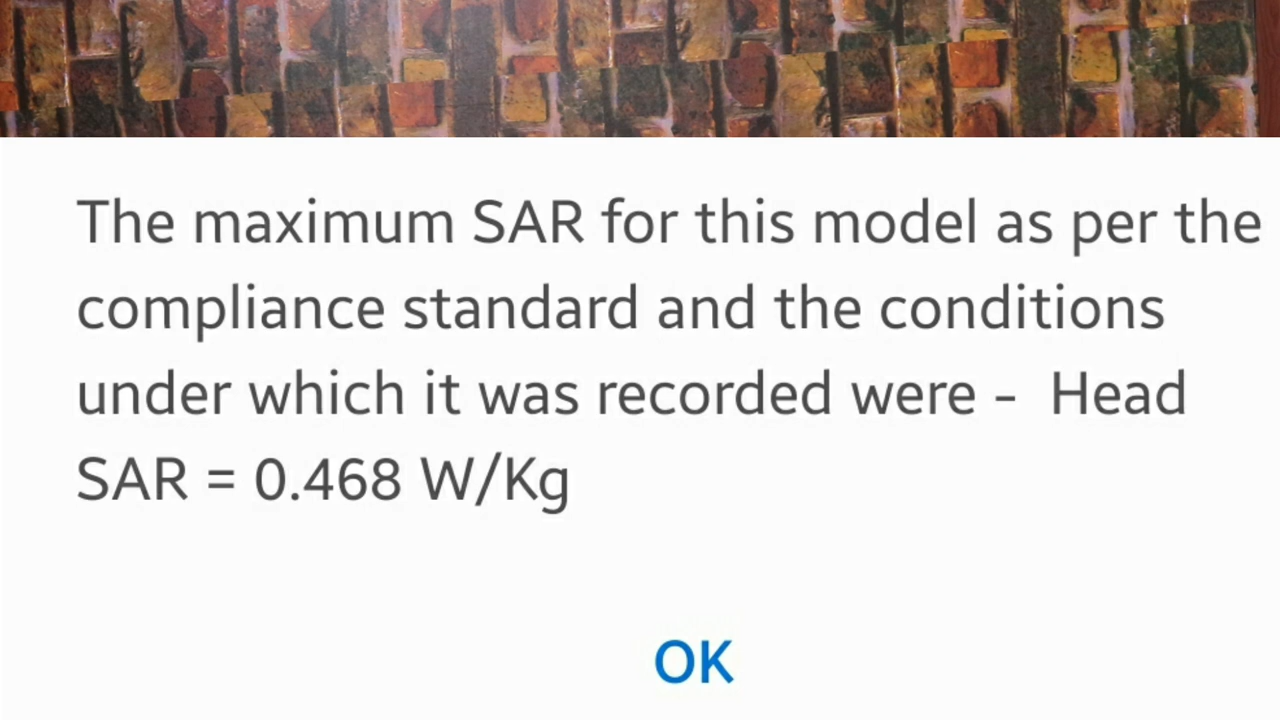 The maximum SAR for this model as per the
compliance standard and the conditions
under which it was recorded were -  Head
SAR = 0.468 W/Kg
OK